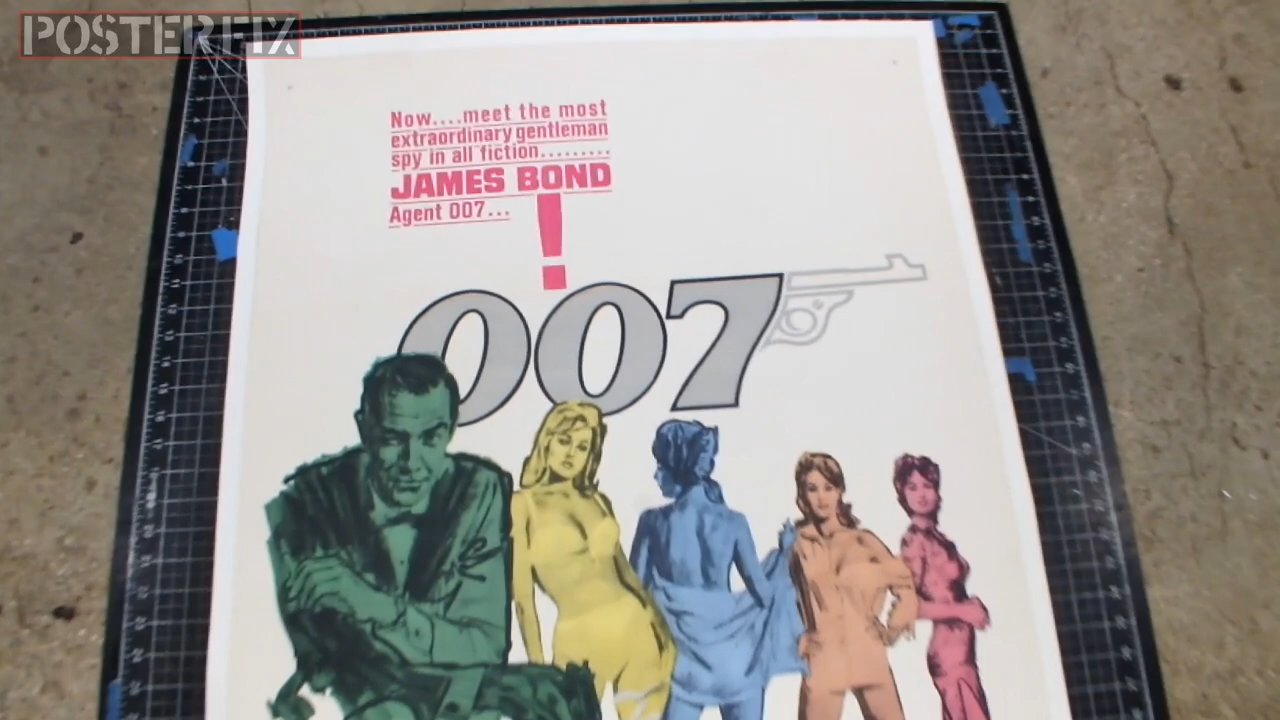 POSTERFIX
Now....meet the most
extraordinary gentleman
spy in all fiction.........
JAMES BOND
Agent 007...
!
007